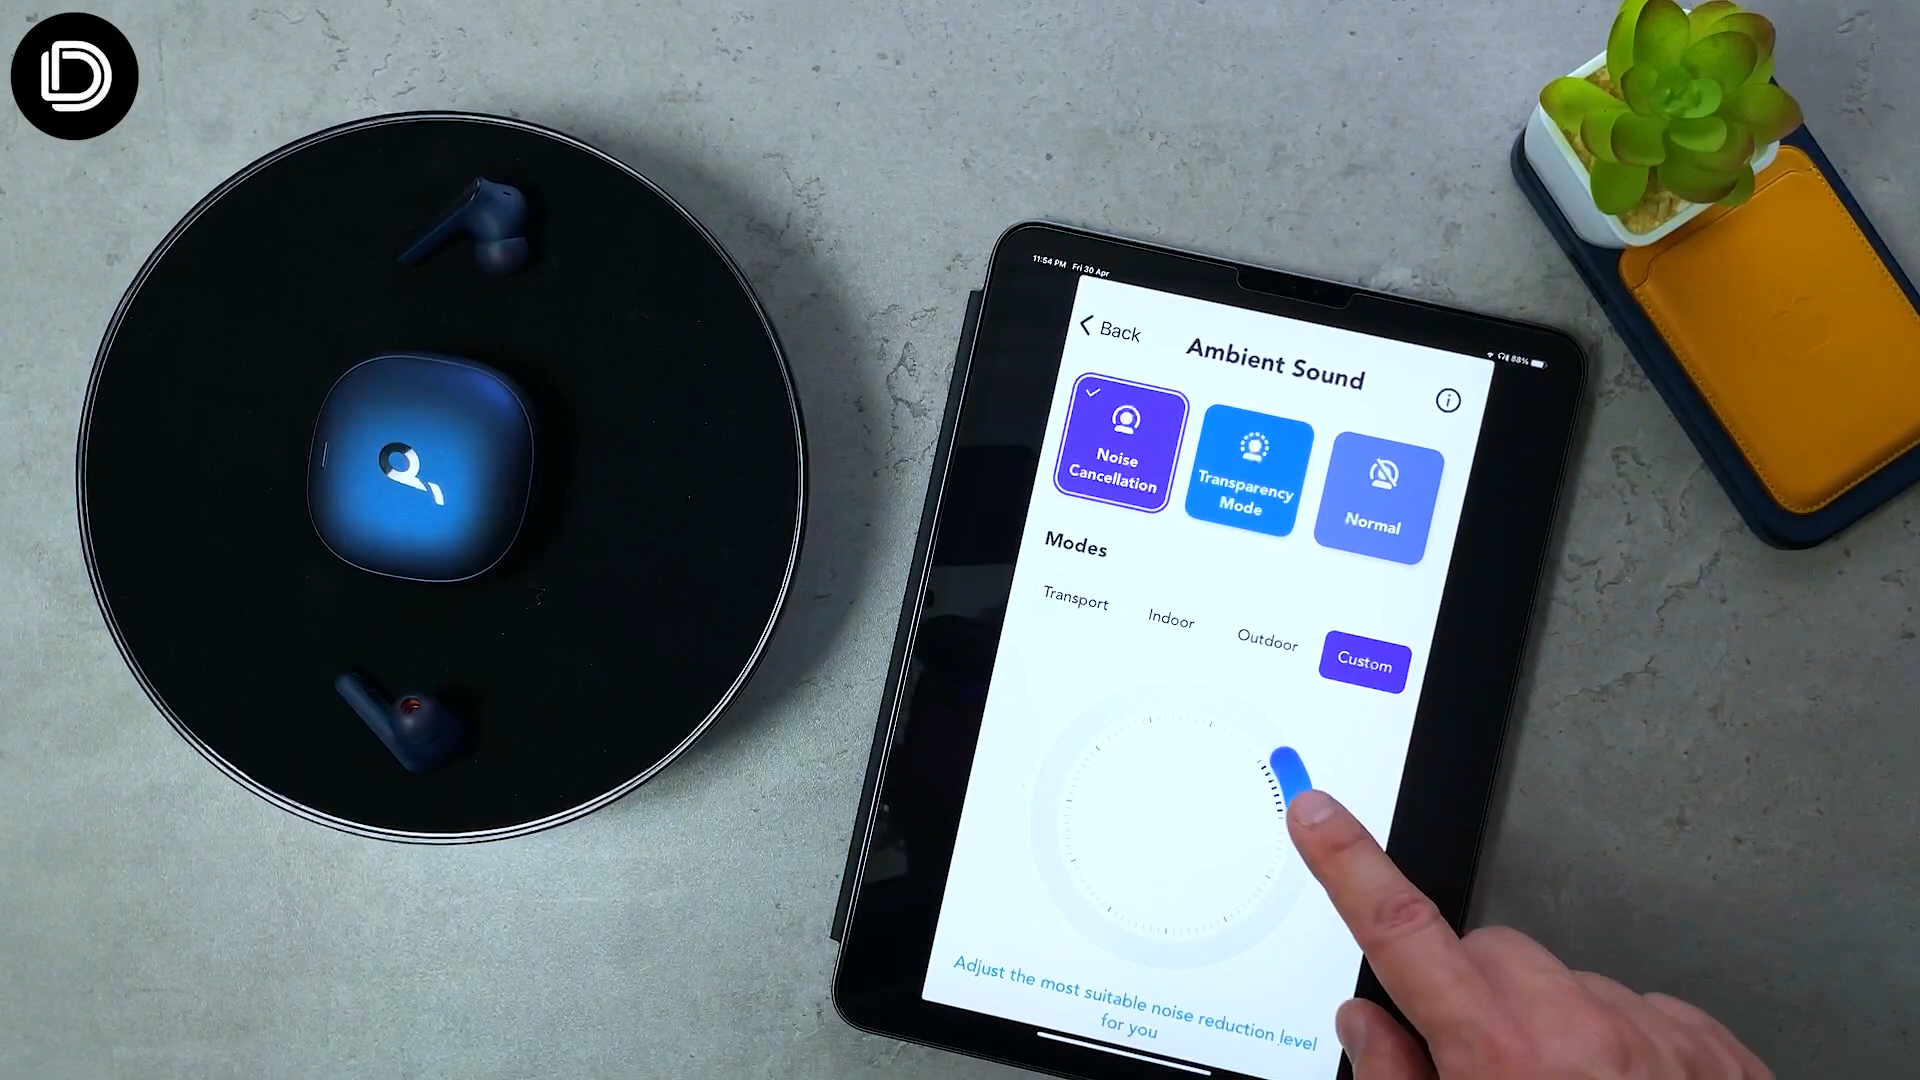 11:54 PM Fri 30 Apr
88%
Back
Ambient Sound
Noise
Cancellation
Transparency
Mode
Normal
Modes
Transport Indoor Outdoor Custom
Adjust the most suitable noise reduction level
for you